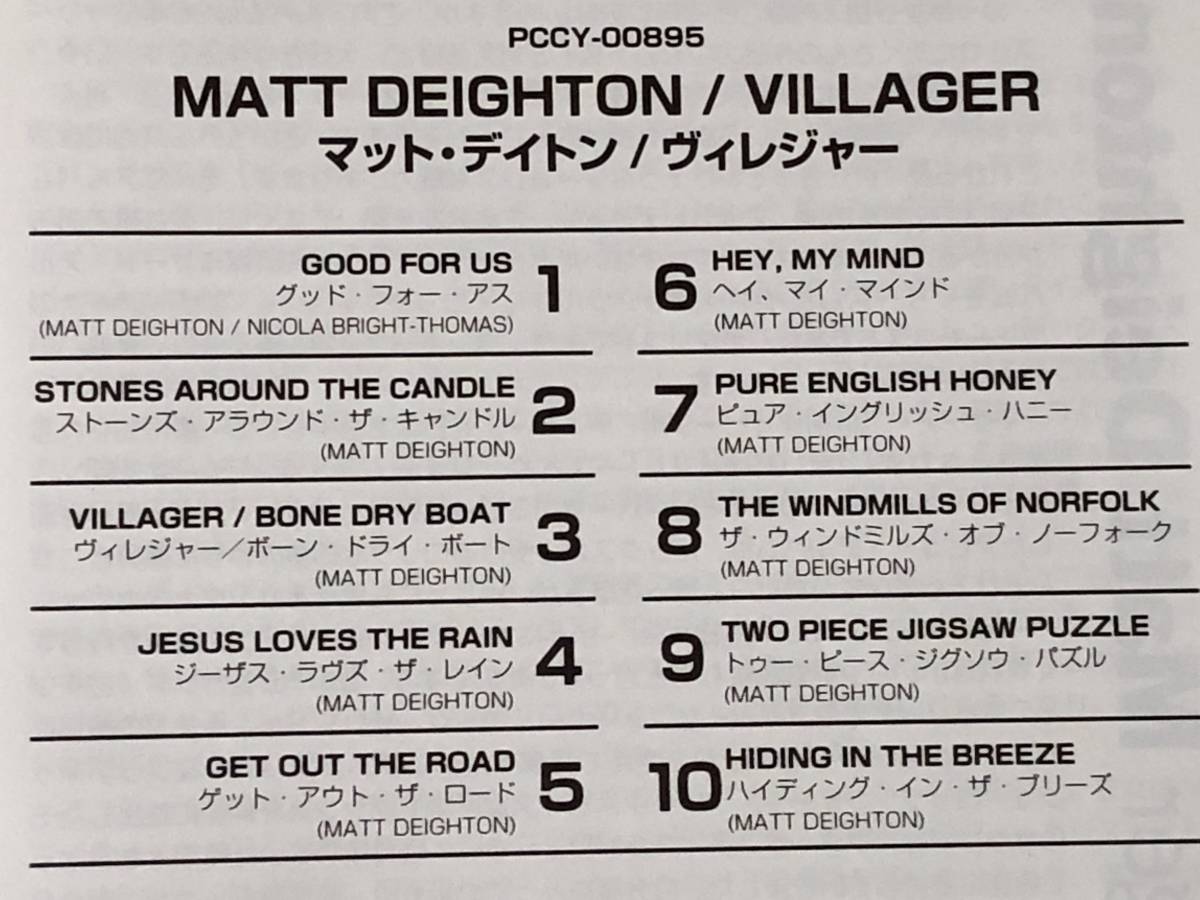 PCCY-00895
MATT DEIGHTON / VILLAGER
マット・デイトン / ヴィレジャー
GOOD FOR US
グッド・フォー・アス
(MATT DEIGHTON / NICOLA BRIGHT-THOMAS)
1
STONES AROUND THE CANDLE
ストーンズ・アラウンド・ザ・キャンドル
(MATT DEIGHTON)
2
VILLAGER / BONE DRY BOAT
ヴィレジャー／ボーン・ドライ・ボート
(MATT DEIGHTON)
3
JESUS LOVES THE RAIN
ジーザス・ラヴズ・ザ・レイン
(MATT DEIGHTON)
4
GET OUT THE ROAD
ゲット・アウト・ザ・ロード
(MATT DEIGHTON)
5
6
HEY, MY MIND
ヘイ、マイ・マインド
(MATT DEIGHTON)
7
PURE ENGLISH HONEY
ピュア・イングリッシュ・ハニー
(MATT DEIGHTON)
8
THE WINDMILLS OF NORFOLK
ザ・ウィンドミルズ・オブ・ノーフォーク
(MATT DEIGHTON)
9
TWO PIECE JIGSAW PUZZLE
トゥー・ピース・ジグソウ・パズル
(MATT DEIGHTON)
10
HIDING IN THE BREEZE
ハイディング・イン・ザ・ブリーズ
(MATT DEIGHTON)